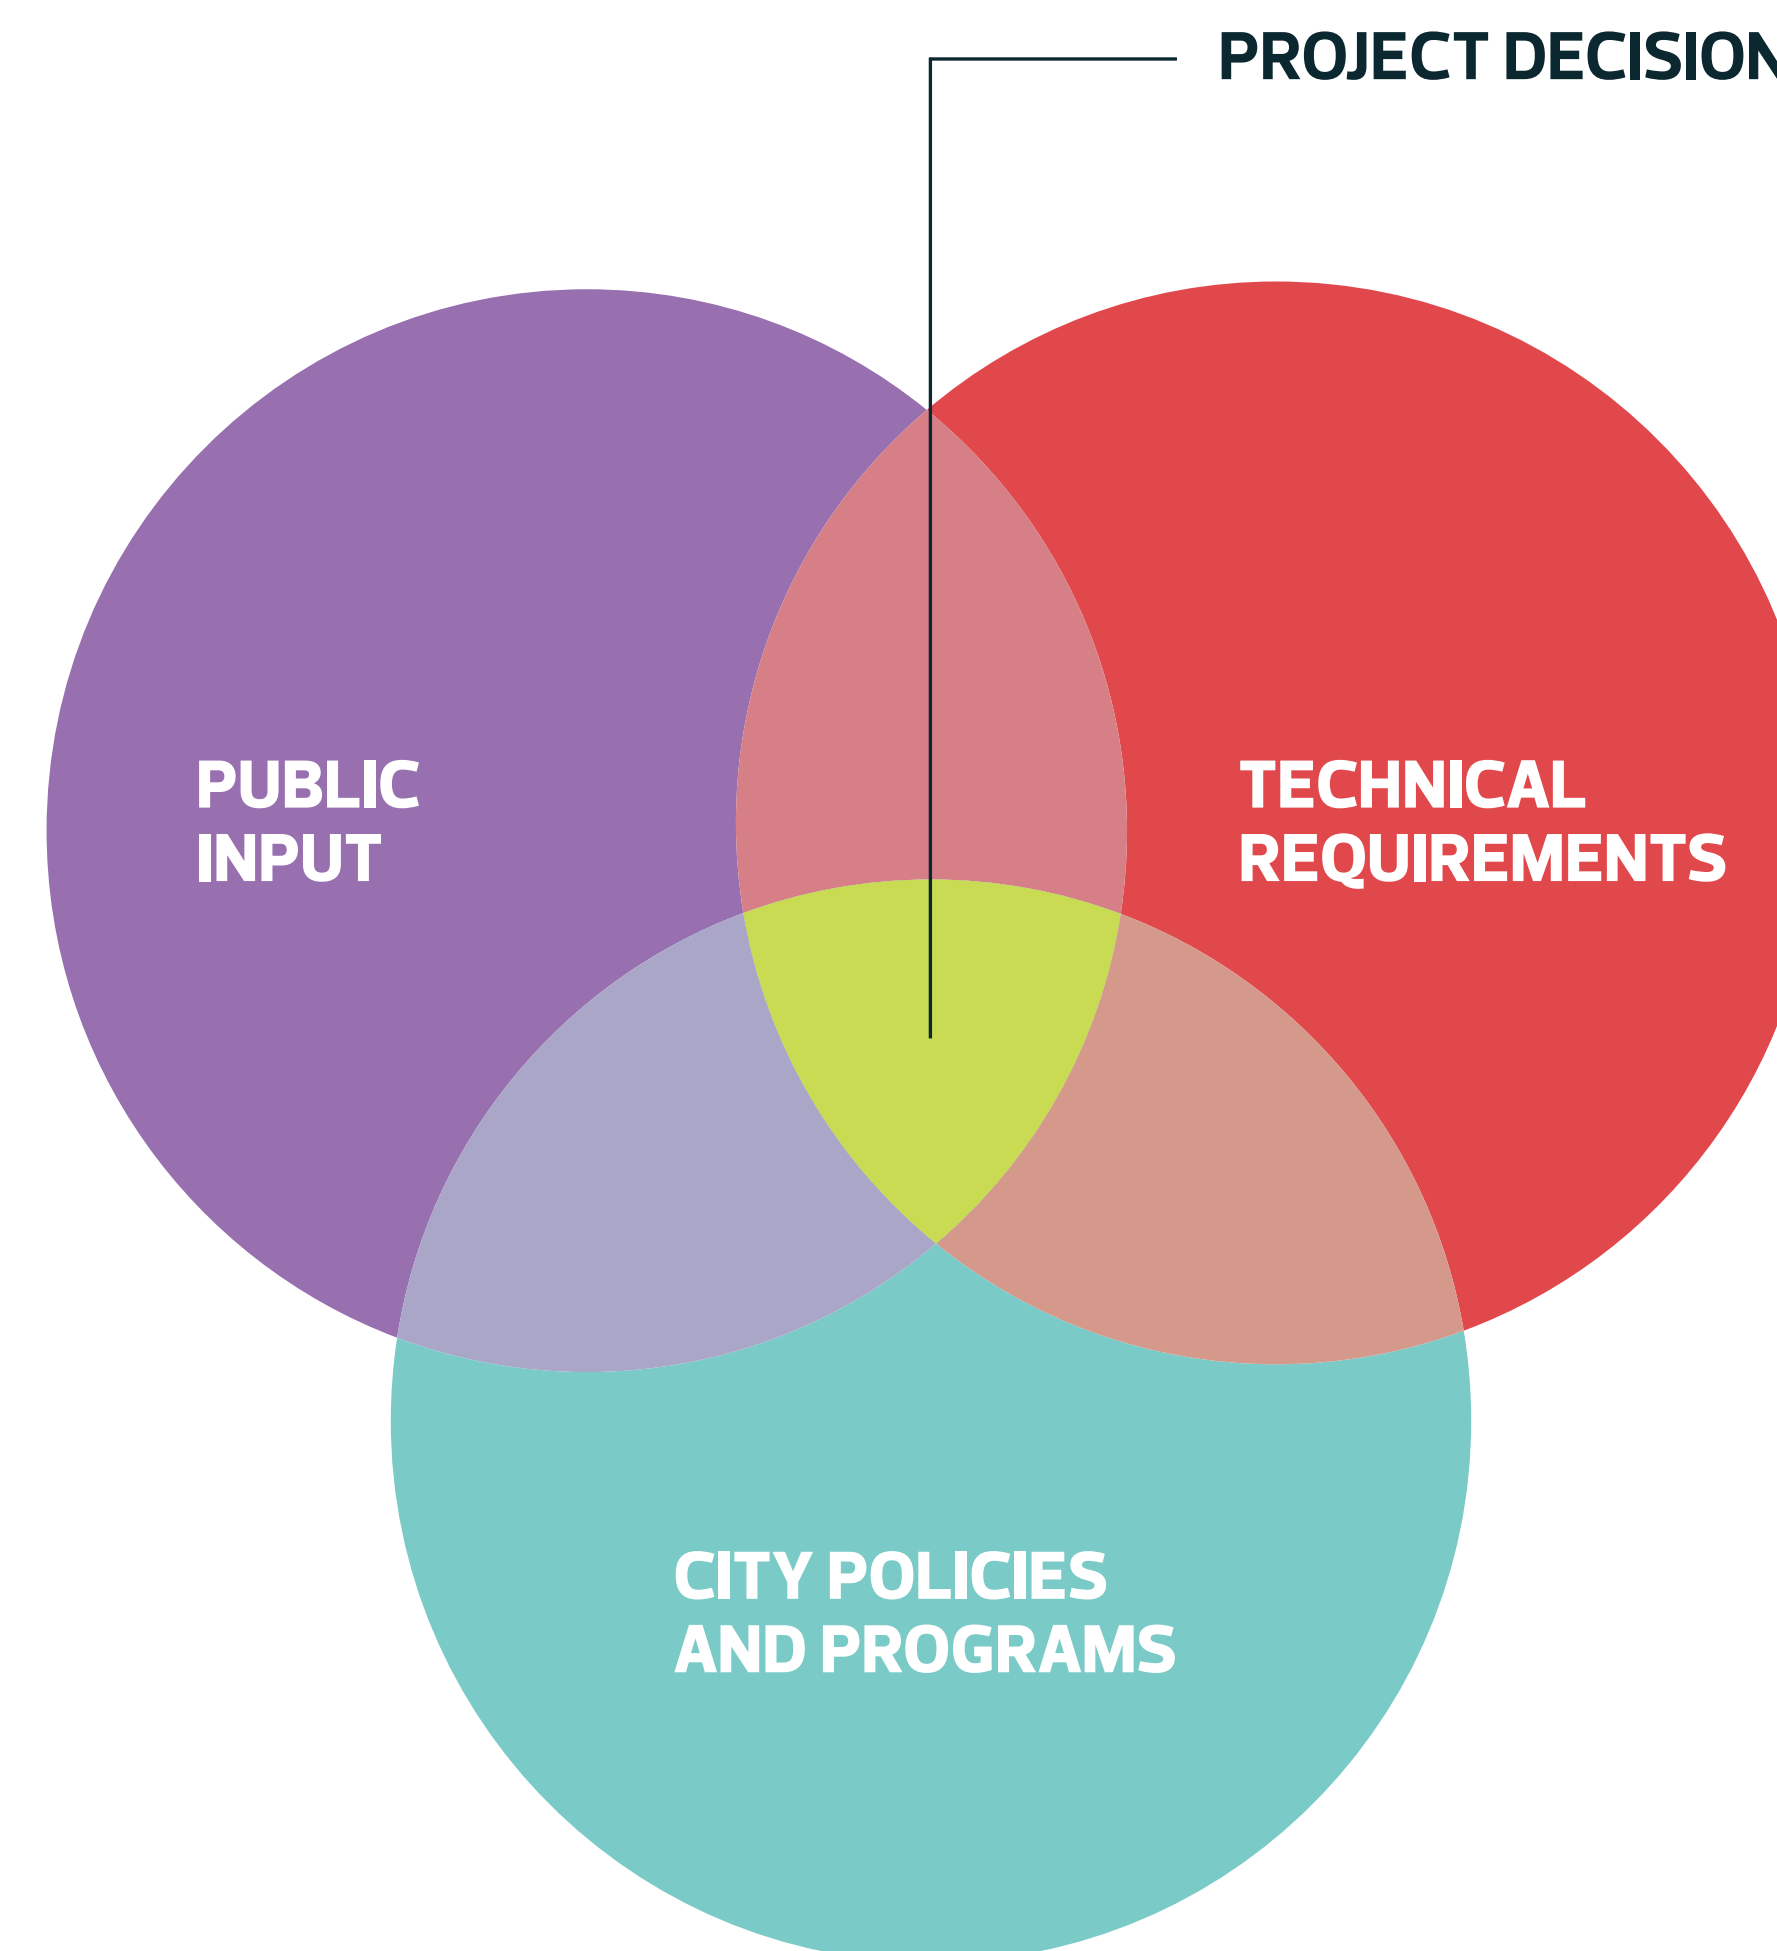 PROJECT DECISION
PUBLIC
INPUT
TECHNICAL
REQUIREMENTS
CITY POLICIES
AND PROGRAMS